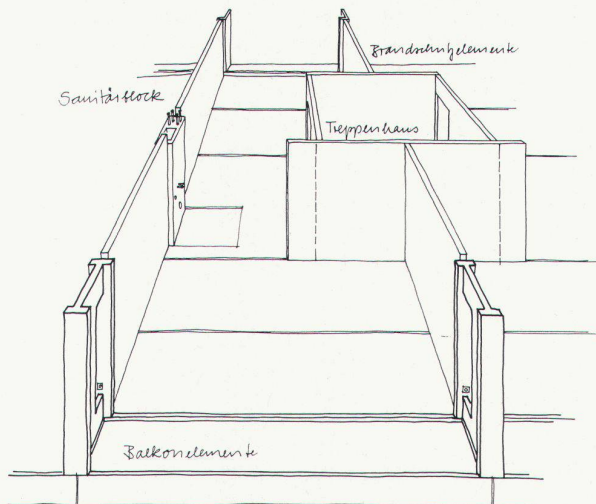 Brandschutzelemente
Sanitärblock
Treppenhaus
Balkonelemente